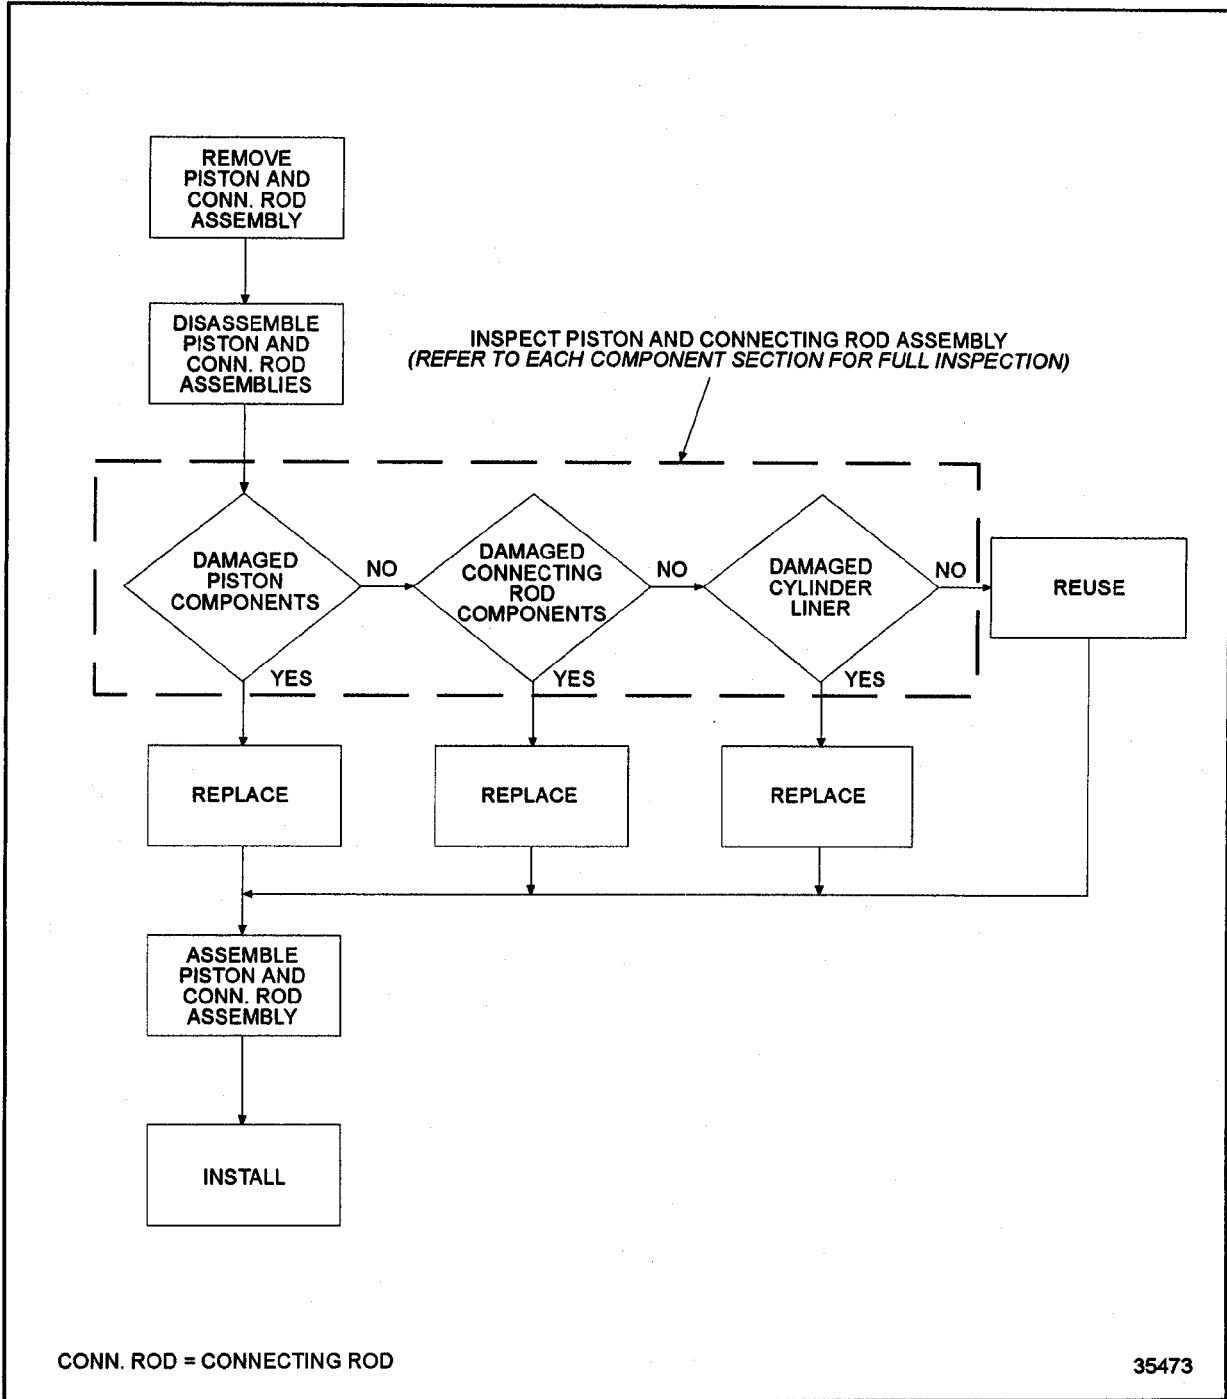 REMOVE
PISTON AND
CONN. ROD
ASSEMBLY
DISASSEMBLE
PISTON AND
CONN. ROD
ASSEMBLIES
INSPECT PISTON AND CONNECTING ROD ASSEMBLY
(REFER TO EACH COMPONENT SECTION FOR FULL INSPECTION)
DAMAGED
PISTON
COMPONENTS
NO
YES
DAMAGED
CONNECTING
ROD
COMPONENTS
NO
YES
DAMAGED
CYLINDER
LINER
NO
YES
REUSE
REPLACE
REPLACE
REPLACE
ASSEMBLE
PISTON AND
CONN. ROD
ASSEMBLY
INSTALL
CONN. ROD = CONNECTING ROD
35473